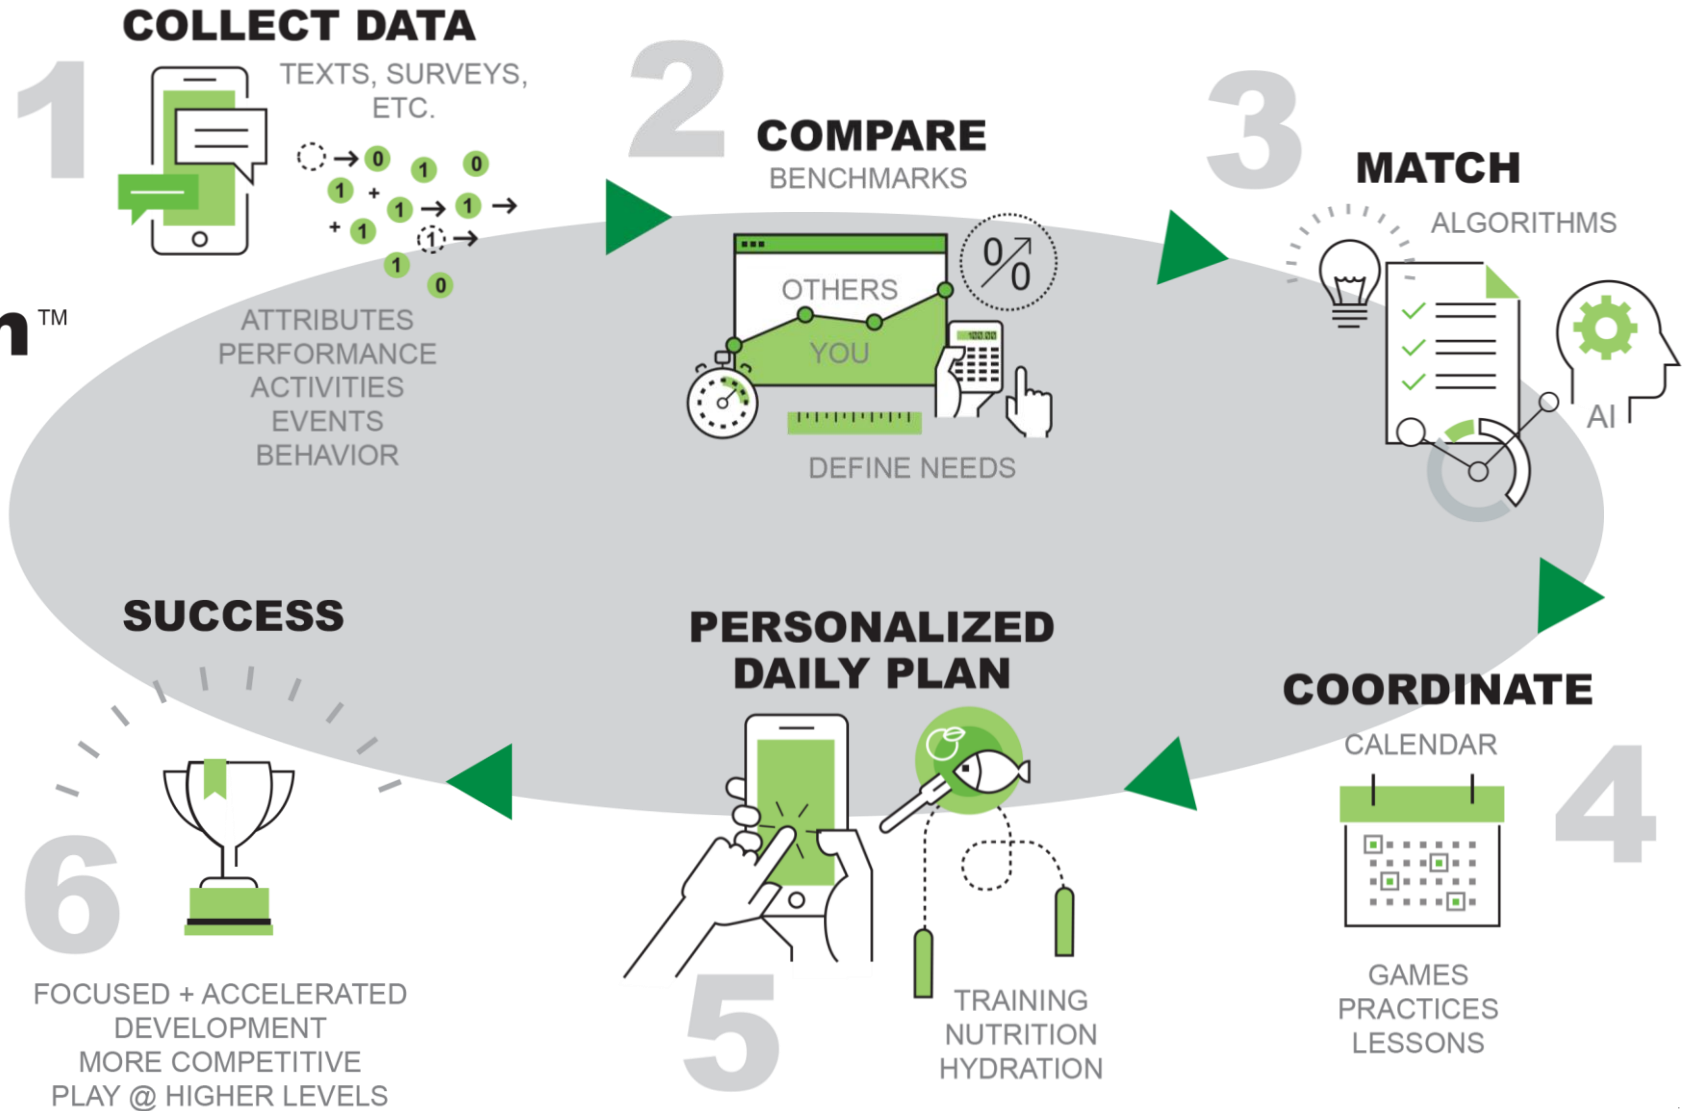 COLLECT DATA
1
TEXTS, SURVEYS,
ETC.
0
1
0
1
+
1
1
+
1
1
1
0
ATTRIBUTES
PERFORMANCE
ACTIVITIES
EVENTS
BEHAVIOR
n™
2
COMPARE
BENCHMARKS
%
OTHERS
YOU
DEFINE NEEDS
3
MATCH
ALGORITHMS
AI
COORDINATE
CALENDAR
4
GAMES
PRACTICES
LESSONS
PERSONALIZED
DAILY PLAN
5
TRAINING
NUTRITION
HYDRATION
SUCCESS
6
FOCUSED + ACCELERATED
DEVELOPMENT
MORE COMPETITIVE
PLAY @ HIGHER LEVELS